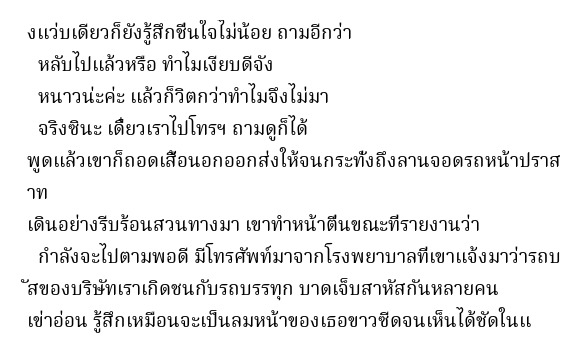 งแว่บเดียวก็ยังรู้สึกชื่นใจไม่น้อย ถามอีกว่า
หลับไปแล้วหรือ ทำไมเงียบดีจัง
หนาวน่ะค่ะ แล้วก็วิตกว่าทำไมจึงไม่มา
จริงซินะ เดี๋ยวเราไปโทรฯ ถามดูก็ได้
พูดแล้วเขาก็ถอดเสื้อนอกออกส่งให้จนกระทั่งถึงลานจอดรถหน้าปราส
าท
เดินอย่างรีบร้อนสวนทางมา เขาทำหน้าตื่นขณะที่รายงานว่า
กำลังจะไปตามพอดี มีโทรศัพท์มาจากโรงพยาบาลที่เขาแจ้งมาว่ารถบ
ัสของบริษัทเราเกิดชนกับรถบรรทุก บาดเจ็บสาหัสกันหลายคน
เข่าอ่อน รู้สึกเหมือนจะเป็นลมหน้าของเธอขาวซีดจนเห็นได้ชัดในแ